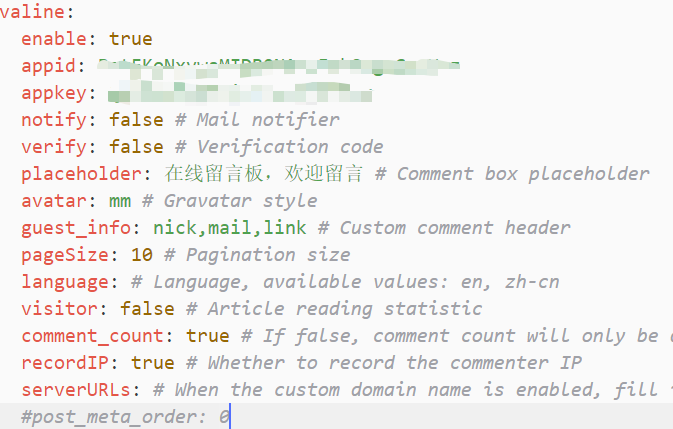 valine:
enable: true
appid:
appkey:
notify: false # Mail notifier
verify: false # Verification code
placeholder: 在线留言板，欢迎留言 # Comment box placeholder
avatar: mm # Gravatar style
guest_info: nick,mail,link # Custom comment header
pageSize: 10 # Pagination size
language: # Language, available values: en, zh-cn
visitor: false # Article reading statistic
comment_count: true # If false, comment count will only be
recordIP: true # Whether to record the commenter IP
serverURLs: # When the custom domain name is enabled, fill
#post_meta_order: 0